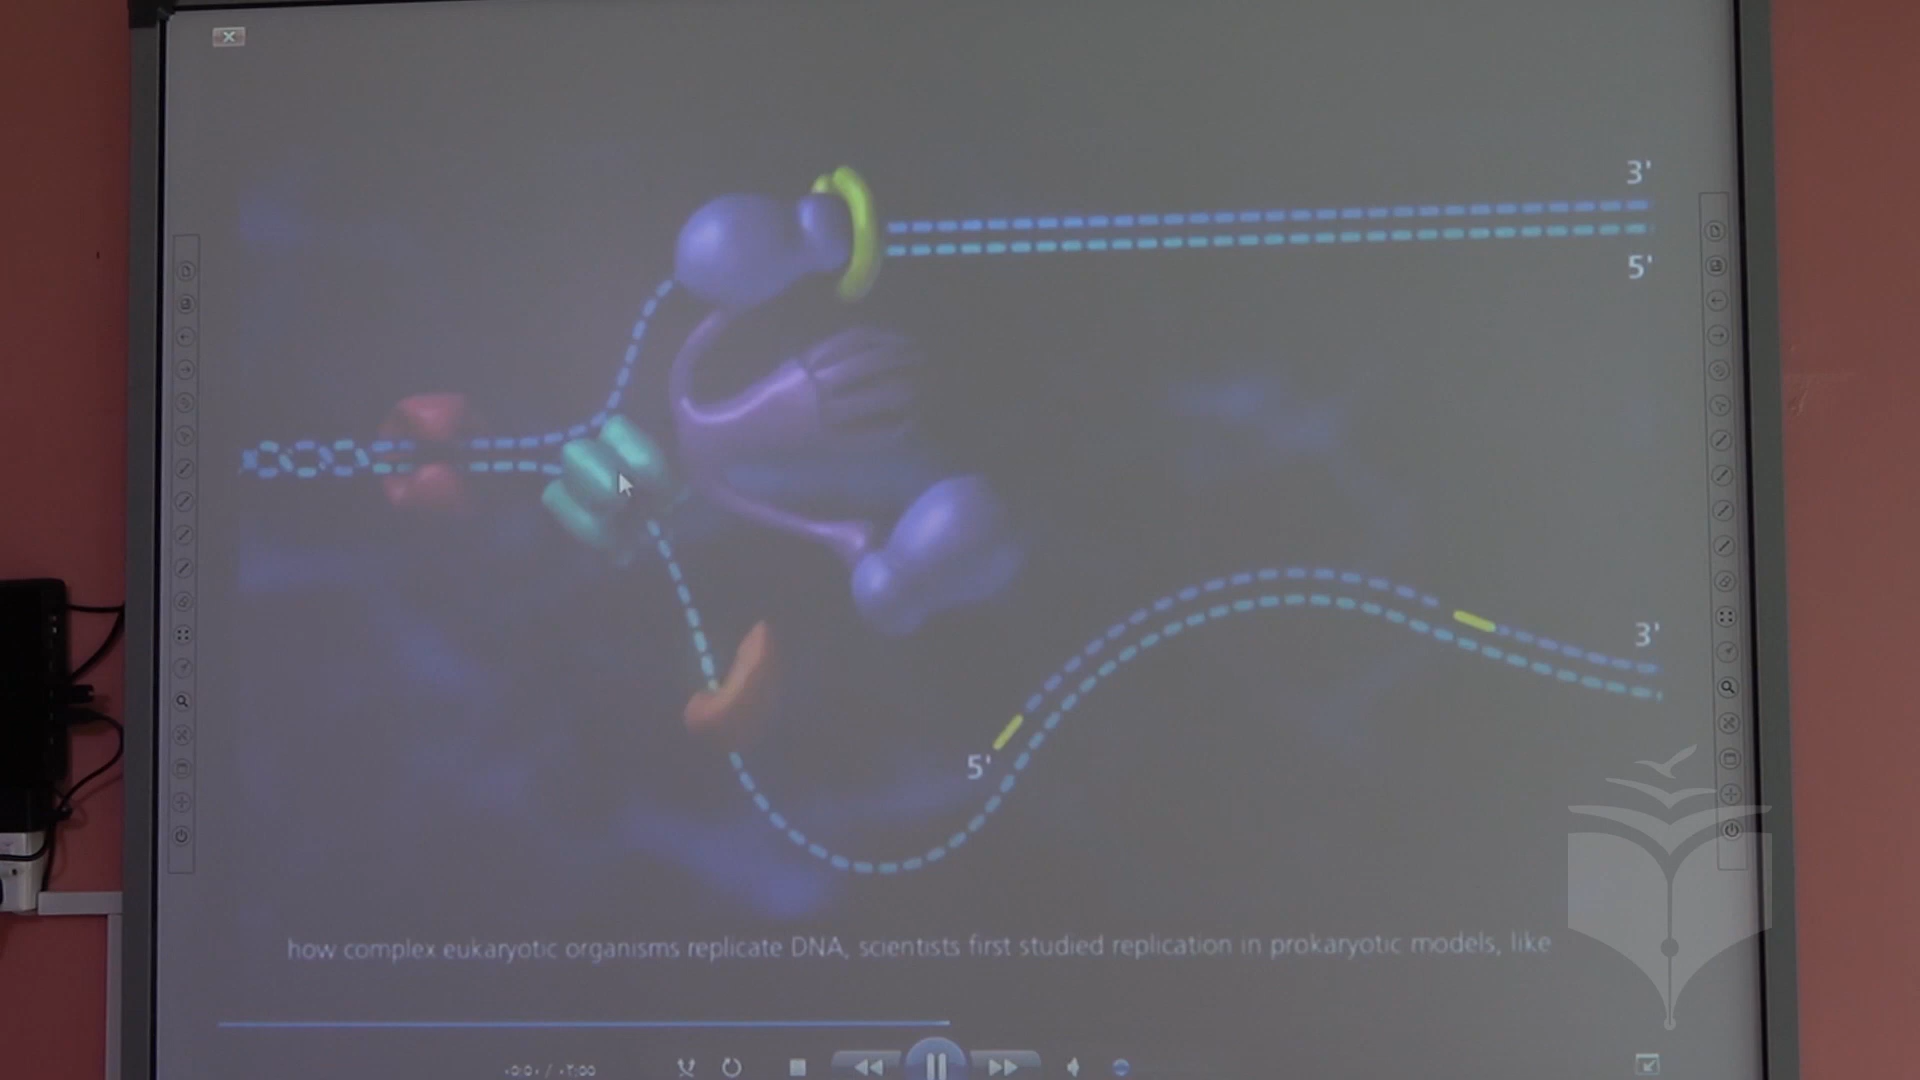 3'
5'
3'
5'
how complex eukaryotic organisms replicate DNA, scientists first studied replication in prokaryotic models, like